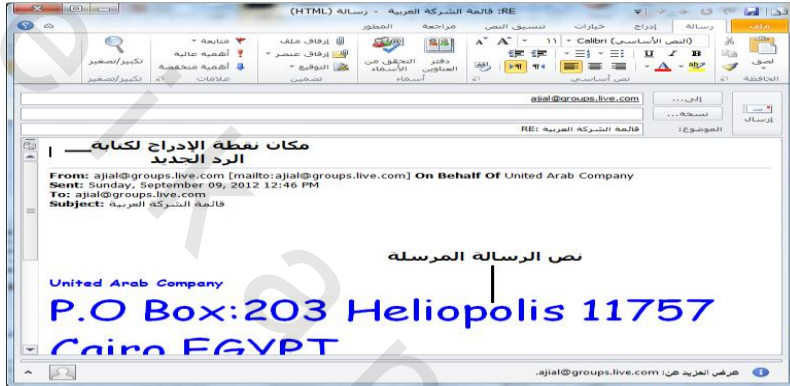 RE: قائمة الشركة العربية - رسالة (HTML)
ملف رسالة إدراج خيارات تنسيق النص مراجعة المطور
لصق
الحافظة
(النص الأساسي) Calibri ١١
B I U
نص أساسي
دفتر العناوين
التحقق من الأسماء
أسماء
إرفاق ملف
إرفاق عنصر
التوقيع
تضمين
متابعة
أهمية عالية
أهمية منخفضة
علامات
تكبير/تصغير
تكبير/تصغير
إرسال
إلى... ajial@groups.live.com
نسخة...
الموضوع: RE: قائمة الشركة العربية
مكان نقطة الإدراج لكتابة
الرد الجديد
From: ajial@groups.live.com [mailto:ajial@groups.live.com] On Behalf Of United Arab Company
Sent: Sunday, September 09, 2012 12:46 PM
To: ajial@groups.live.com
Subject: قائمة الشركة العربية
نص الرسالة المرسلة
United Arab Company
P.O Box:203 Heliopolis 11757
Cairo EGYPT
عرض المزيد عن: ajial@groups.live.com.